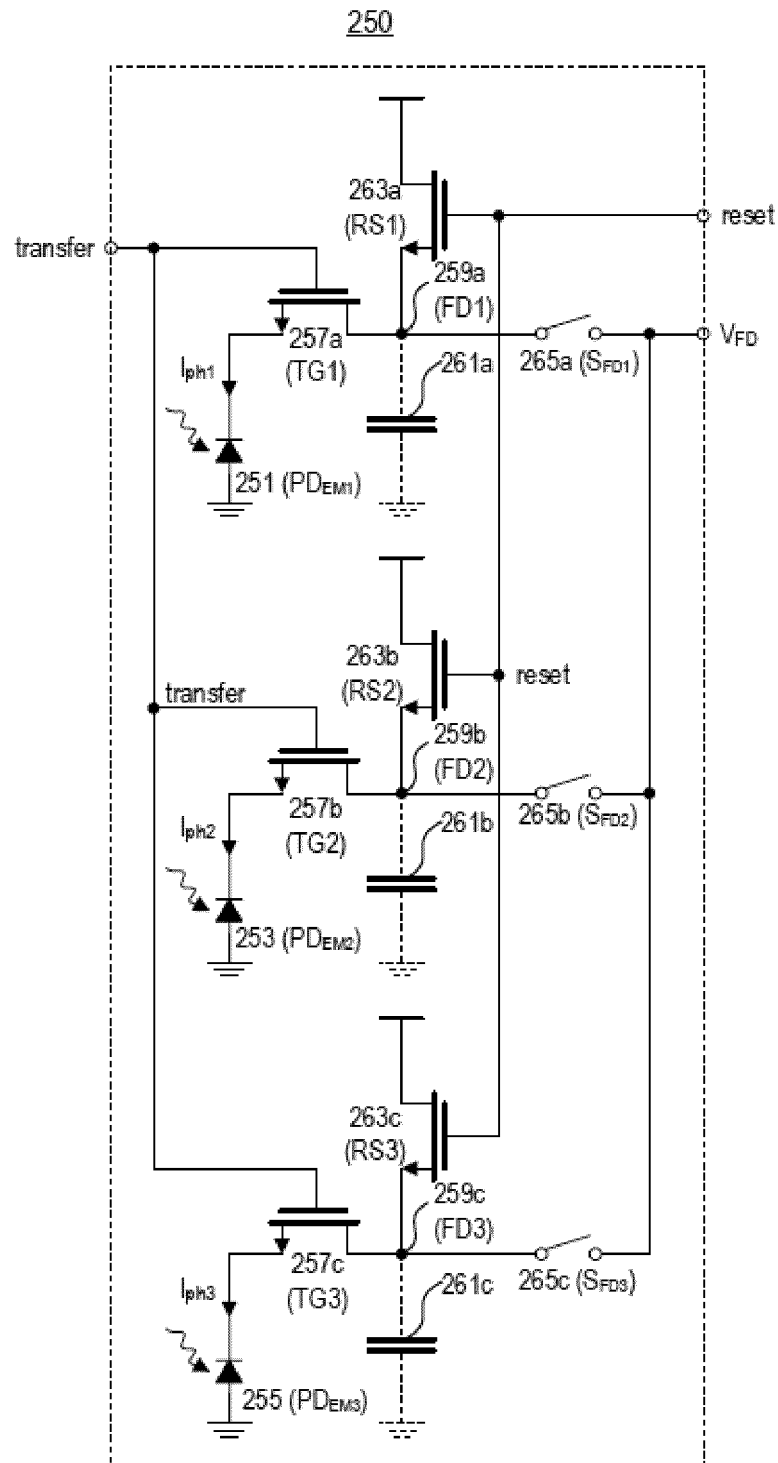 250
263a
(RS1)
reset
transfer
259a
(FD1)
257a
(TG1)
265a (SFD1)
VFD
Iph1
261a
251 (PDEM1)
263b
(RS2)
reset
transfer
259b
(FD2)
257b
(TG2)
265b (SFD2)
Iph2
261b
253 (PDEM2)
263c
(RS3)
259c
(FD3)
257c
(TG3)
265c (SFD3)
Iph3
261c
255 (PDEM3)